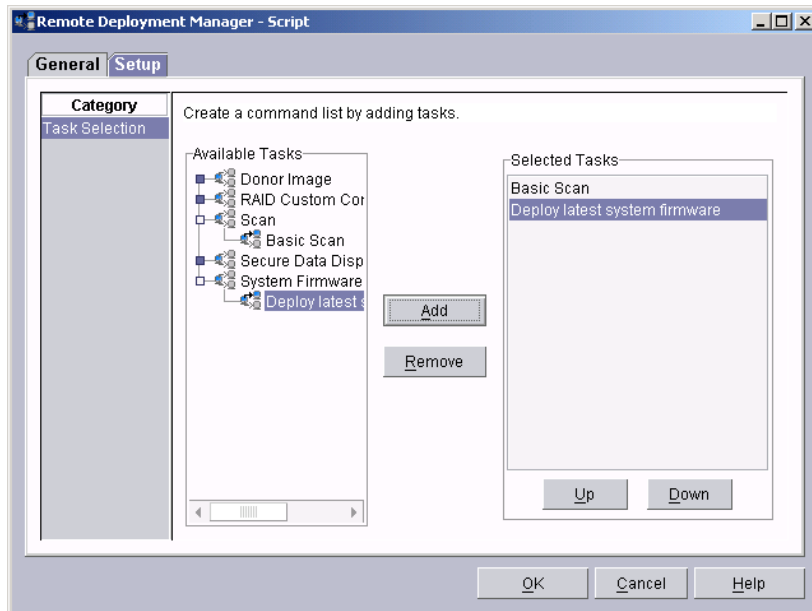 Remote Deployment Manager - Script
General Setup
Category
Task Selection
Create a command list by adding tasks.
Available Tasks
Donor Image
RAID Custom Cor
Scan
Basic Scan
Secure Data Disp
System Firmware
Deploy latest s
Add
Remove
Selected Tasks
Basic Scan
Deploy latest system firmware
Up Down
OK Cancel Help